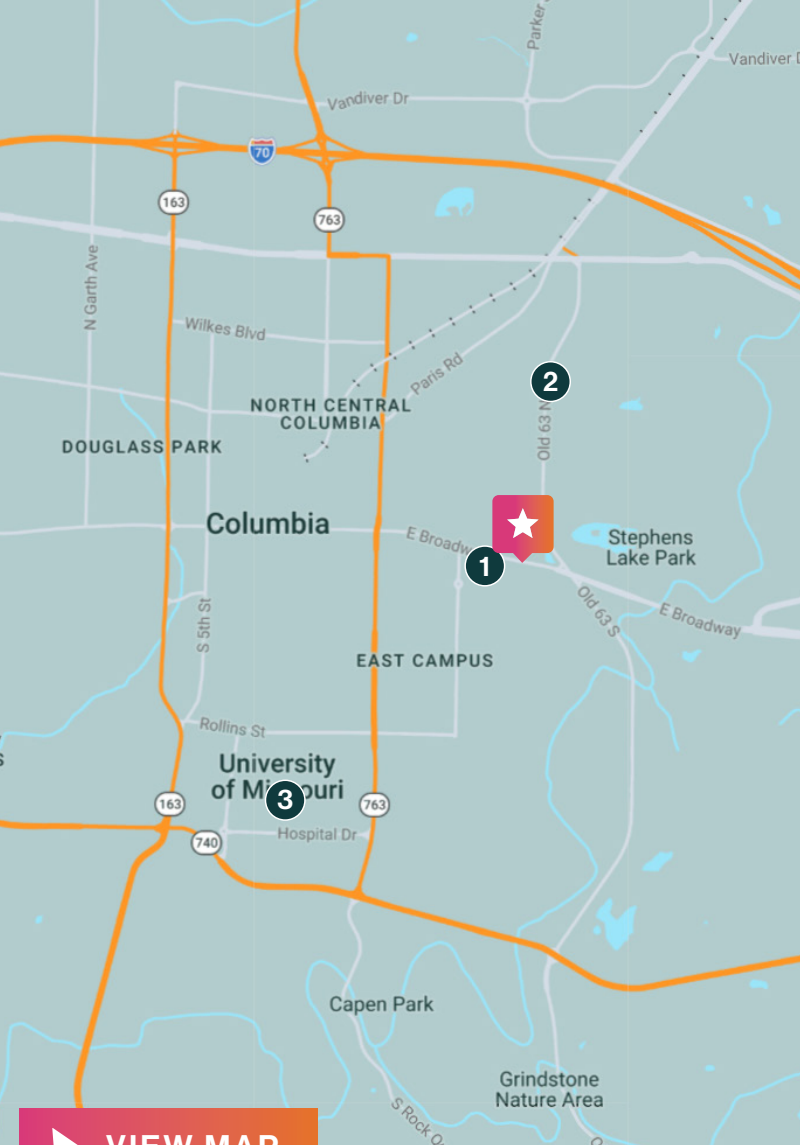 Parker
Vandiver
Vandiver Dr
70
163
763
N Garth Ave
Wilkes Blvd
Paris Rd
2
NORTH CENTRAL
COLUMBIA
Old 63 N
DOUGLASS PARK
Columbia
E Broadway
1
Stephens
Lake Park
Old 63 S
E Broadway
S 5th St
EAST CAMPUS
Rollins St
University
of Missouri
3
163
763
740
Hospital Dr
Capen Park
Grindstone
Nature Area
S Rock
VIEW MAP